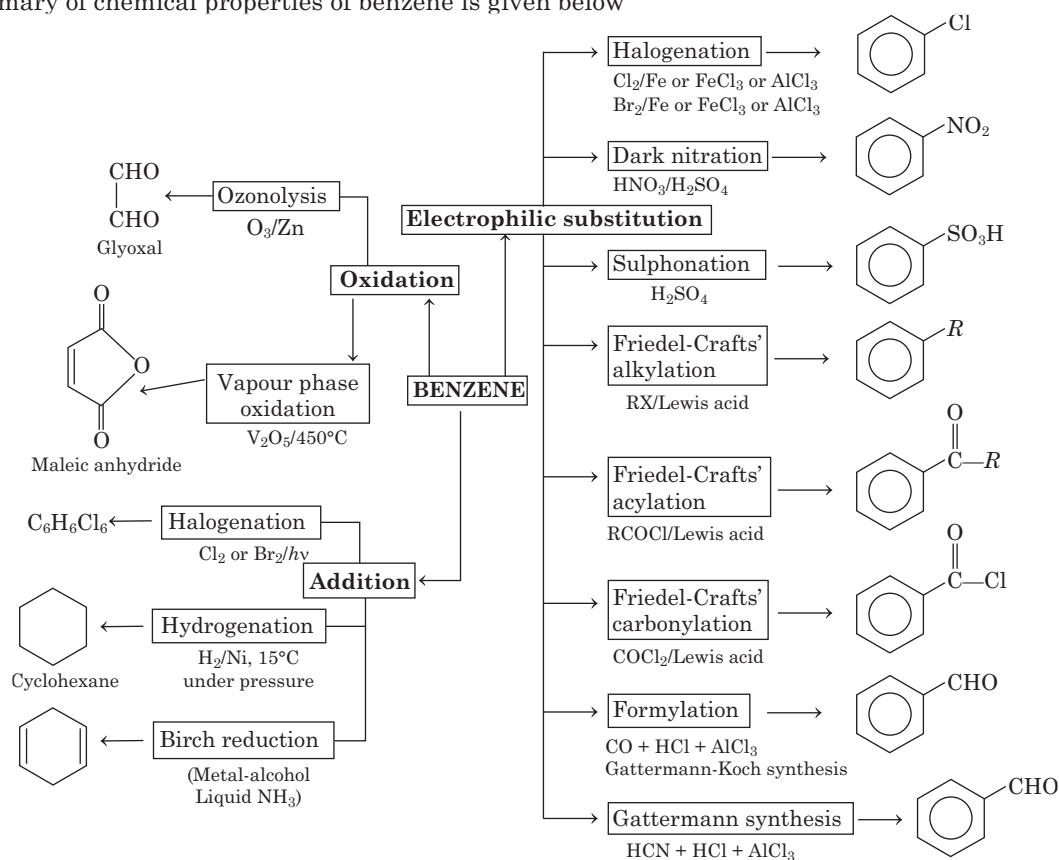 mary of chemical properties of benzene is given below
CHO
CHO
Glyoxal
Ozonolysis
O₃/Zn
Oxidation
O
O
O
Maleic anhydride
Vapour phase
oxidation
V₂O₅/450°C
BENZENE
C₆H₆Cl₆
Halogenation
Cl₂ or Br₂/hν
Addition
Cyclohexane
Hydrogenation
H₂/Ni, 15°C
under pressure
Birch reduction
(Metal-alcohol
Liquid NH₃)
Electrophilic substitution
Halogenation
Cl₂/Fe or FeCl₃ or AlCl₃
Br₂/Fe or FeCl₃ or AlCl₃
Cl
Dark nitration
HNO₃/H₂SO₄
NO₂
Sulphonation
H₂SO₄
SO₃H
Friedel-Crafts’
alkylation
RX/Lewis acid
R
Friedel-Crafts’
acylation
RCOCl/Lewis acid
O
C—R
Friedel-Crafts’
carbonylation
COCl₂/Lewis acid
O
C—Cl
Formylation
CO + HCl + AlCl₃
Gattermann-Koch synthesis
CHO
Gattermann synthesis
HCN + HCl + AlCl₃
CHO